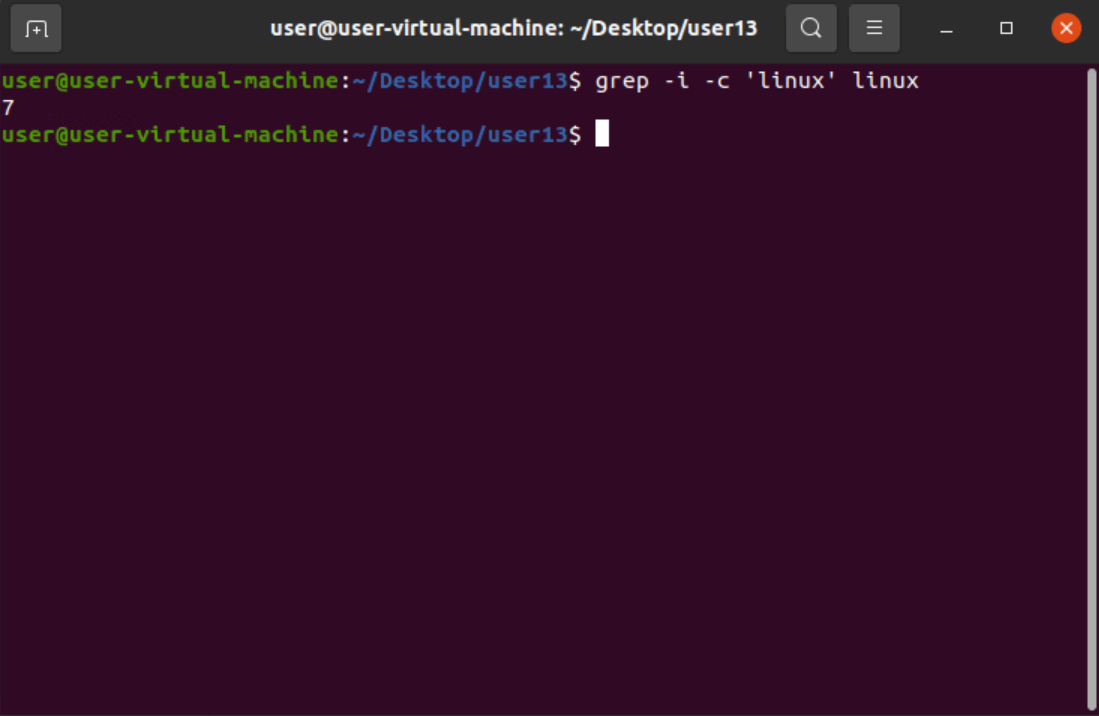 user@user-virtual-machine: ~/Desktop/user13
user@user-virtual-machine:~/Desktop/user13$ grep -i -c 'linux' linux
7
user@user-virtual-machine:~/Desktop/user13$